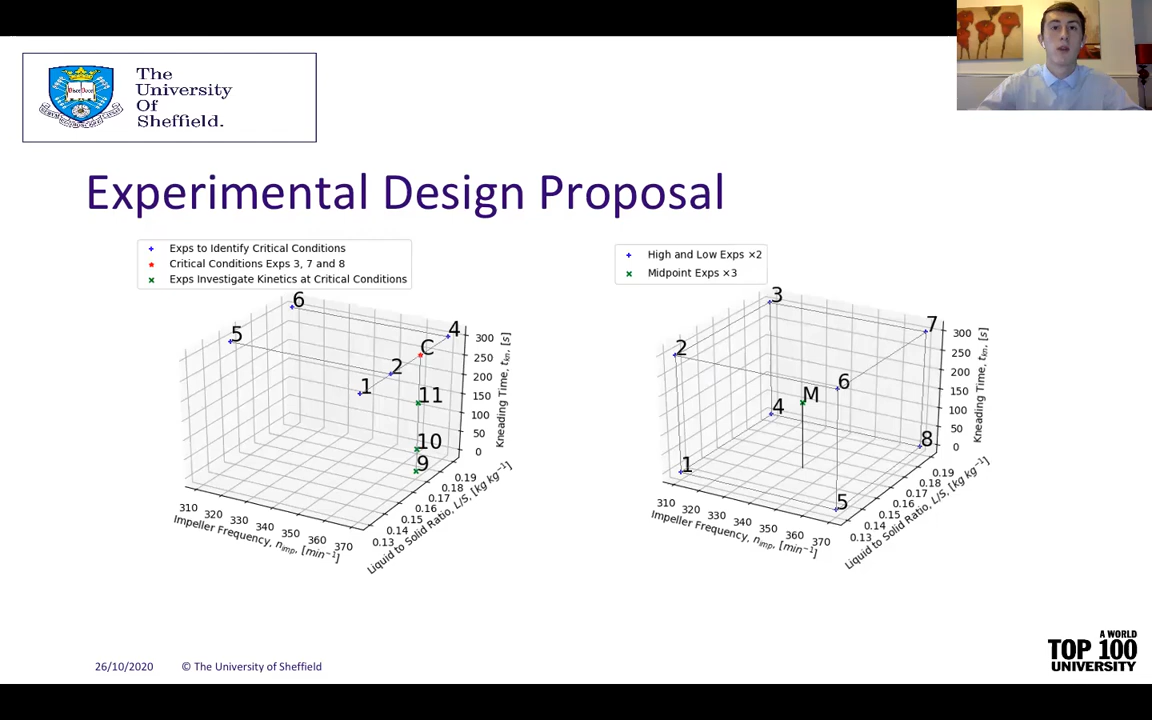 The
University
Of
Sheffield.
Experimental Design Proposal
Exps to Identify Critical Conditions
Critical Conditions Exps 3, 7 and 8
Exps Investigate Kinetics at Critical Conditions
6
5
4
C
2
1
11
10
9
300
250
200
150
100
50
0
Kneading Time, tₖₙ, [s]
310 320 330 340 350 360 370
Impeller Frequency, nᵢₘₚ, [min⁻¹]
0.13 0.14 0.15 0.16 0.17 0.18 0.19
Liquid to Solid Ratio, L/S, [kg kg⁻¹]
High and Low Exps ×2
Midpoint Exps ×3
3
7
2
6
M
4
8
1
5
300
250
200
150
100
50
0
Kneading Time, tₖₙ, [s]
310 320 330 340 350 360 370
Impeller Frequency, nᵢₘₚ, [min⁻¹]
0.13 0.14 0.15 0.16 0.17 0.18 0.19
Liquid to Solid Ratio, L/S, [kg kg⁻¹]
26/10/2020 © The University of Sheffield
A WORLD
TOP 100
UNIVERSITY